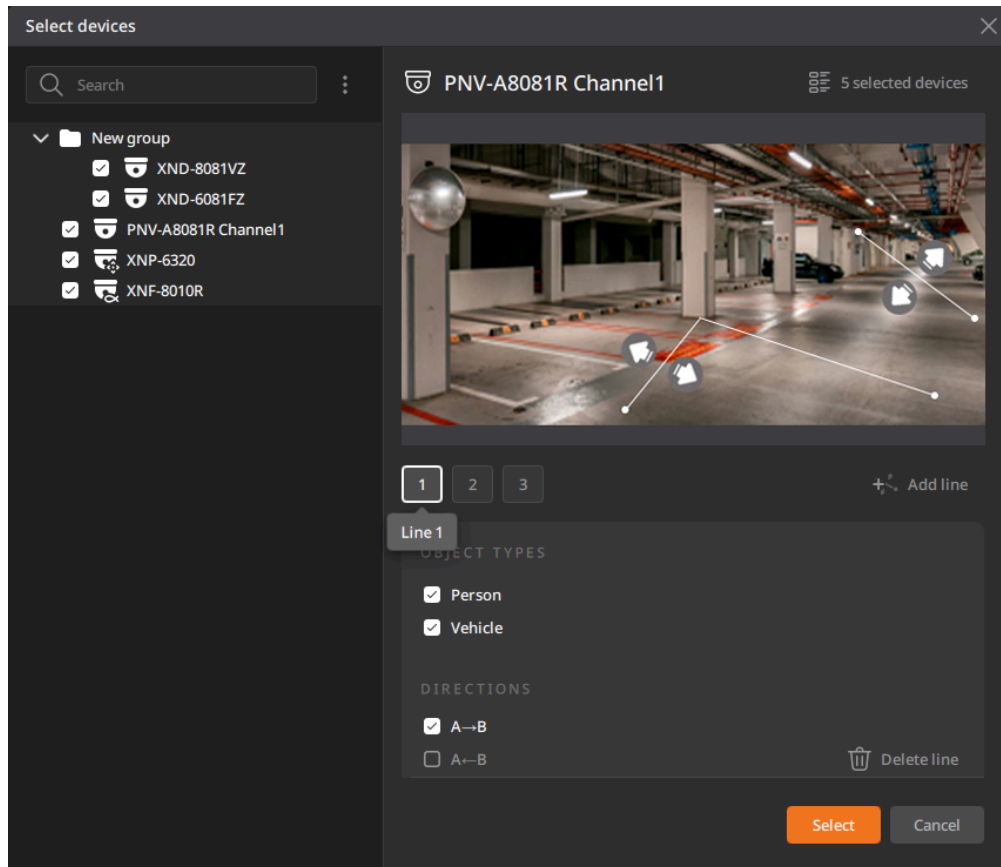 Select devices
Search
New group
XND-8081VZ
XND-6081FZ
PNV-A8081R Channel1
XNP-6320
XNF-8010R
PNV-A8081R Channel1
5 selected devices
1
2
3
Add line
Line 1
OBJECT TYPES
Person
Vehicle
DIRECTIONS
A→B
A←B
Delete line
Select
Cancel